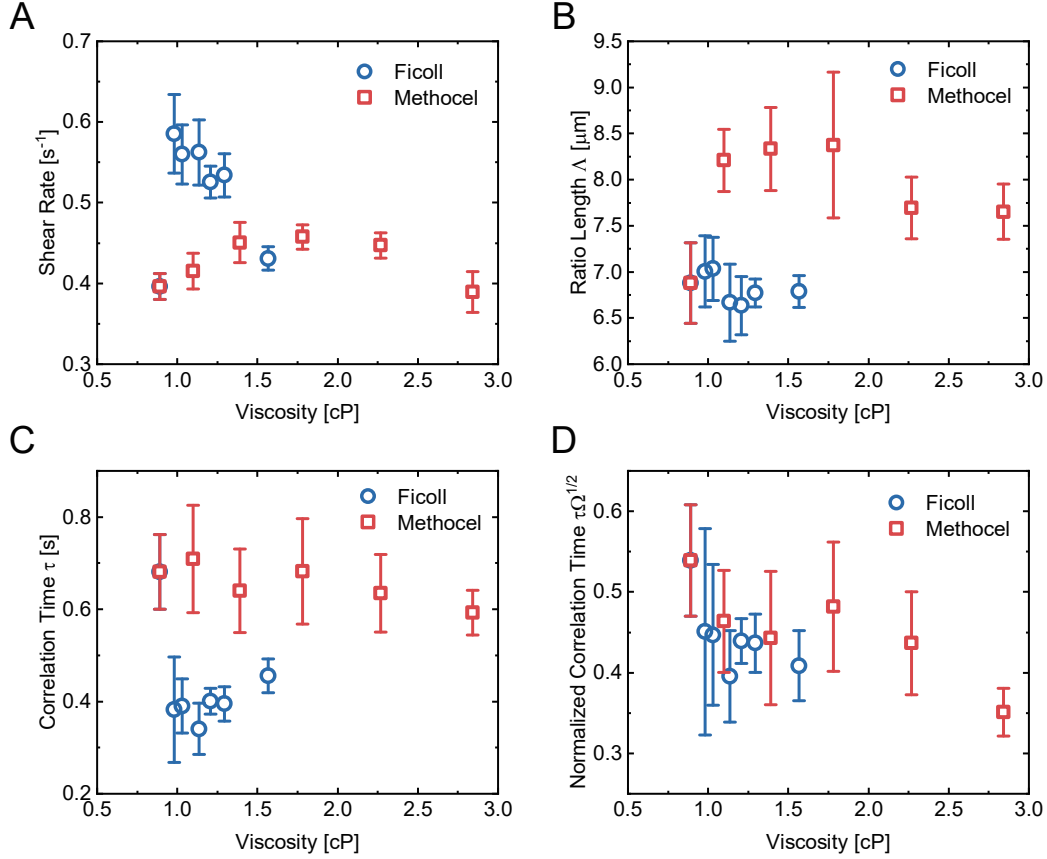 A
0.7
0.6
0.5
0.4
0.3
Shear Rate [s⁻¹]
Ficoll
Methocel
0.5 1.0 1.5 2.0 2.5 3.0
Viscosity [cP]
B
9.5
9.0
8.5
8.0
7.5
7.0
6.5
6.0
Ratio Length Λ [μm]
Ficoll
Methocel
0.5 1.0 1.5 2.0 2.5 3.0
Viscosity [cP]
C
0.8
0.6
0.4
0.2
Correlation Time τ [s]
Ficoll
Methocel
0.5 1.0 1.5 2.0 2.5 3.0
Viscosity [cP]
D
0.6
0.5
0.4
0.3
Normalized Correlation Time τΩ¹ᐟ²
Ficoll
Methocel
0.5 1.0 1.5 2.0 2.5 3.0
Viscosity [cP]